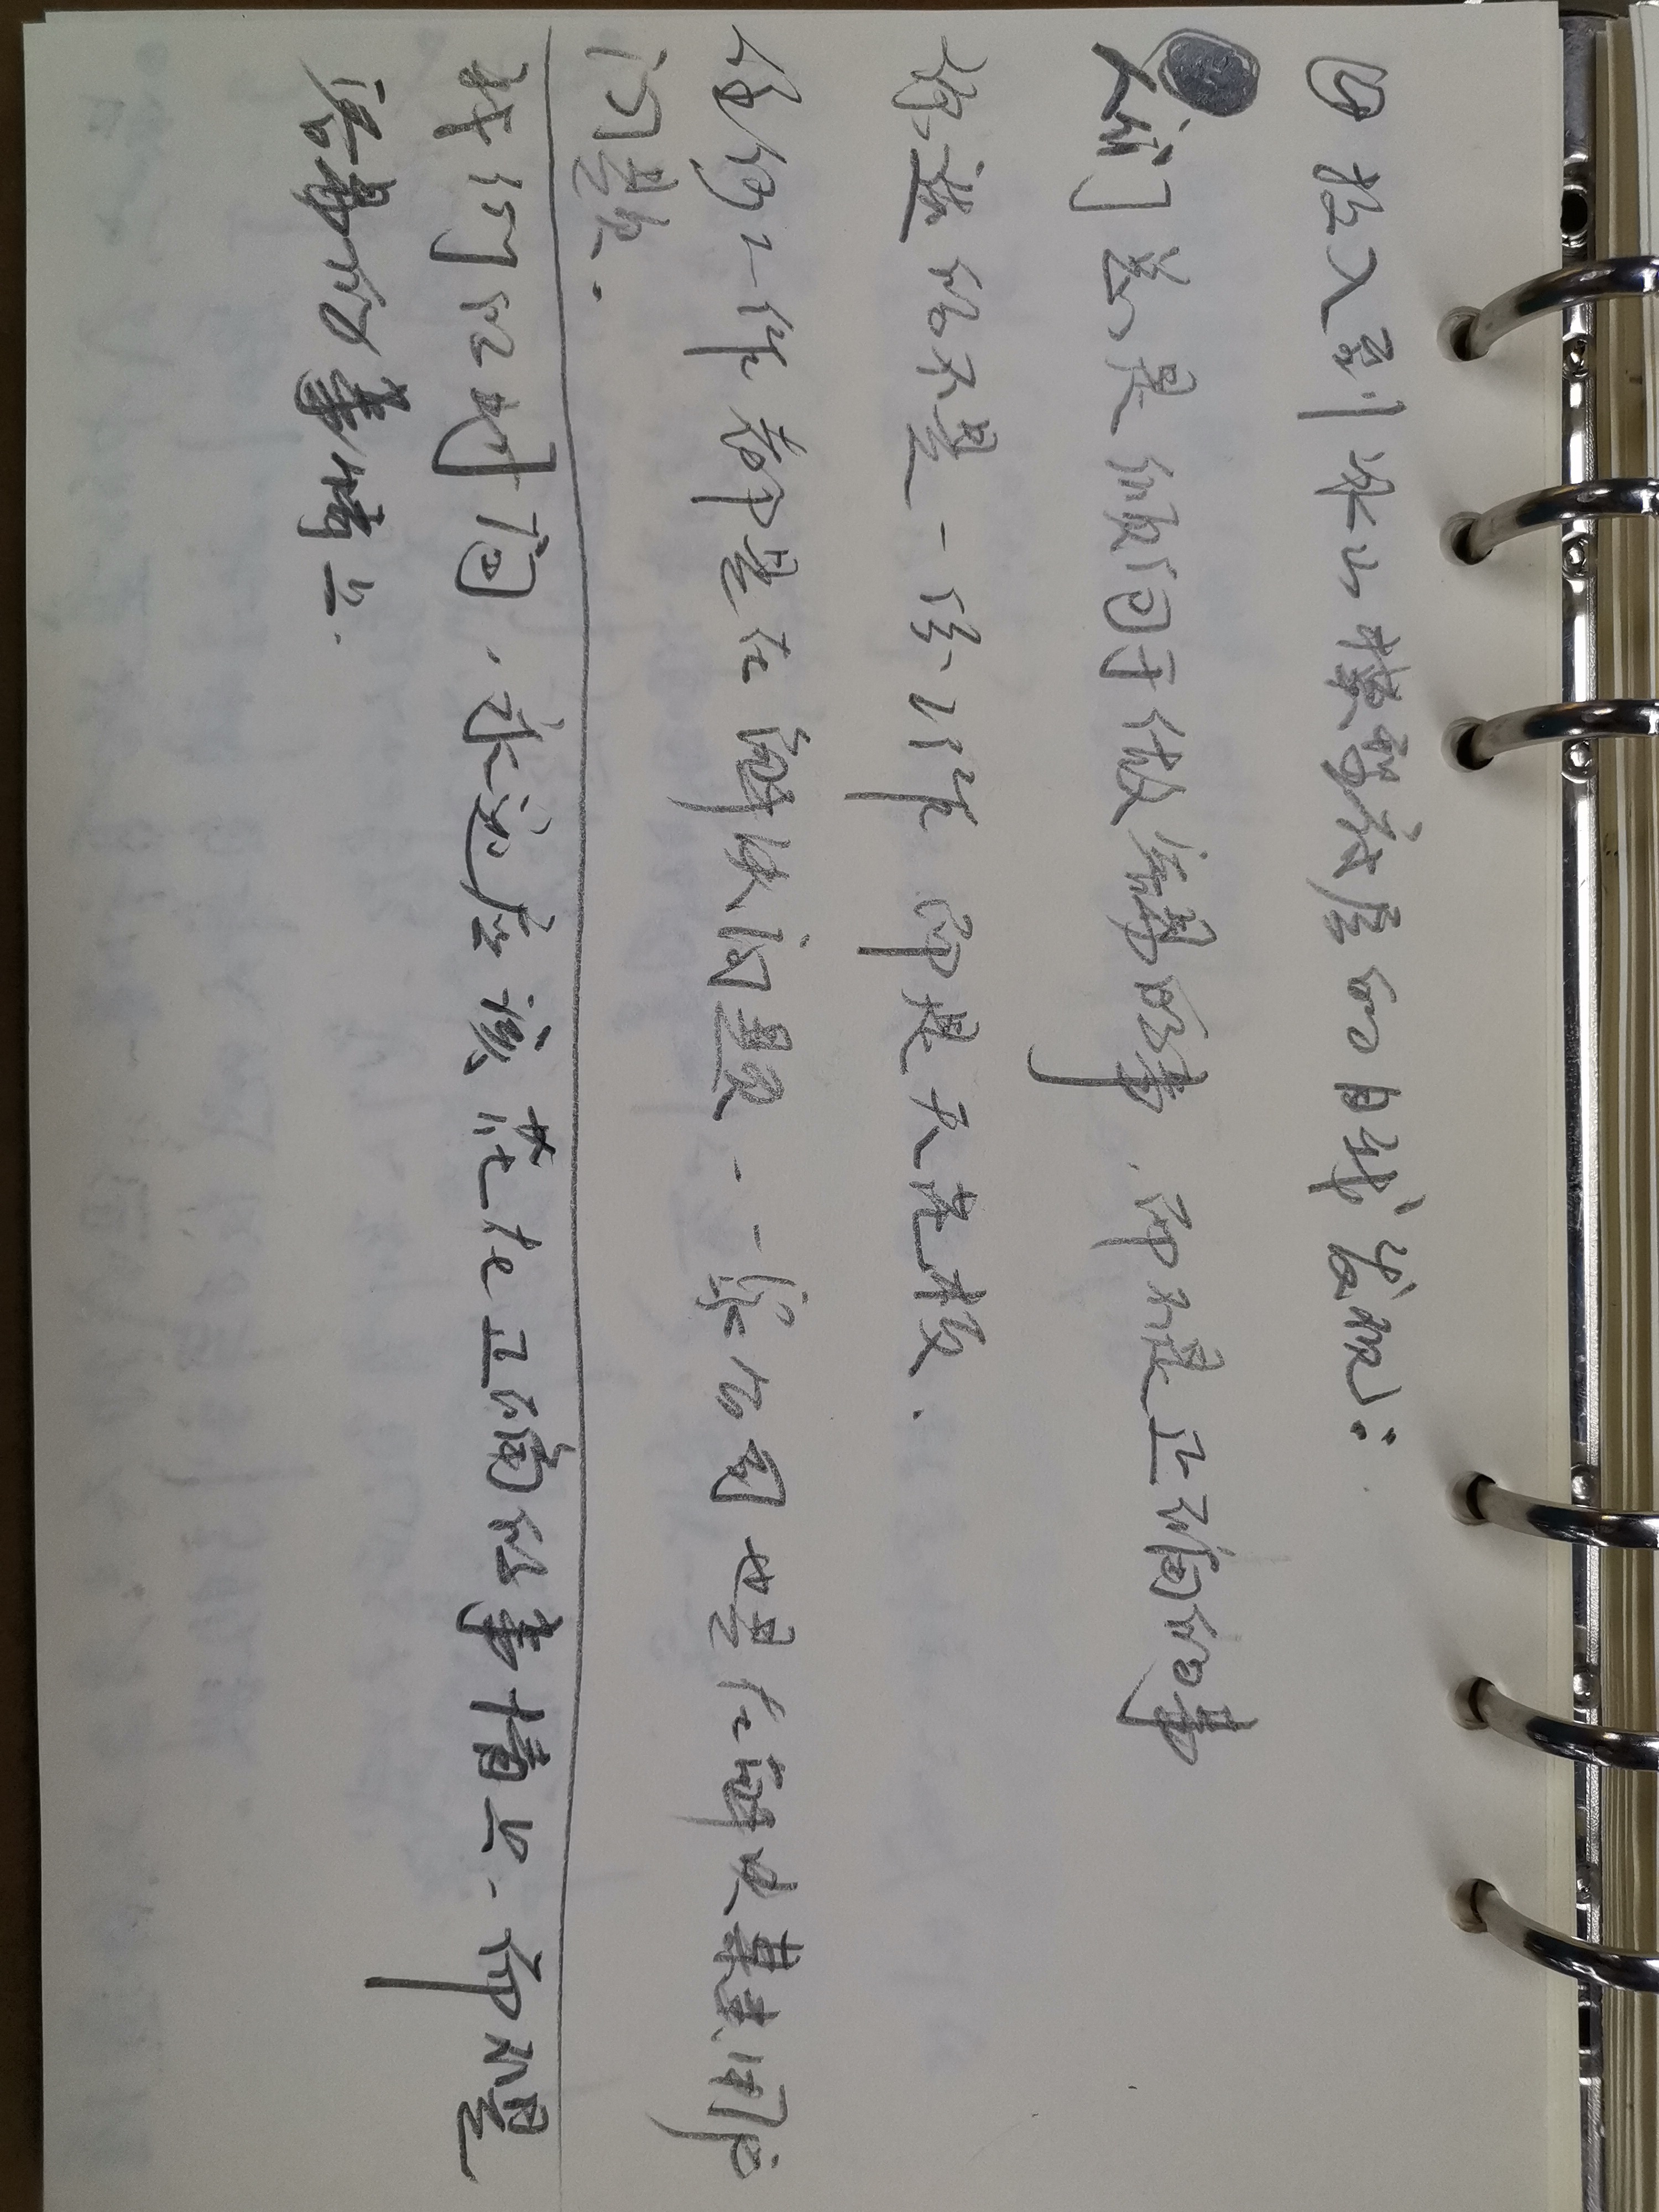 ④ 投入到冰山模型底层的自我发现:
人们总是倾向于做容易的事,而不是正确的事
你选的不是一份工作 而是天花板.
任何工作都是在解决问题. 一家公司也是在解决某类用户
问题.
我们的时间,永远应该花在正确的事情上. 而不是
容易的事情上.